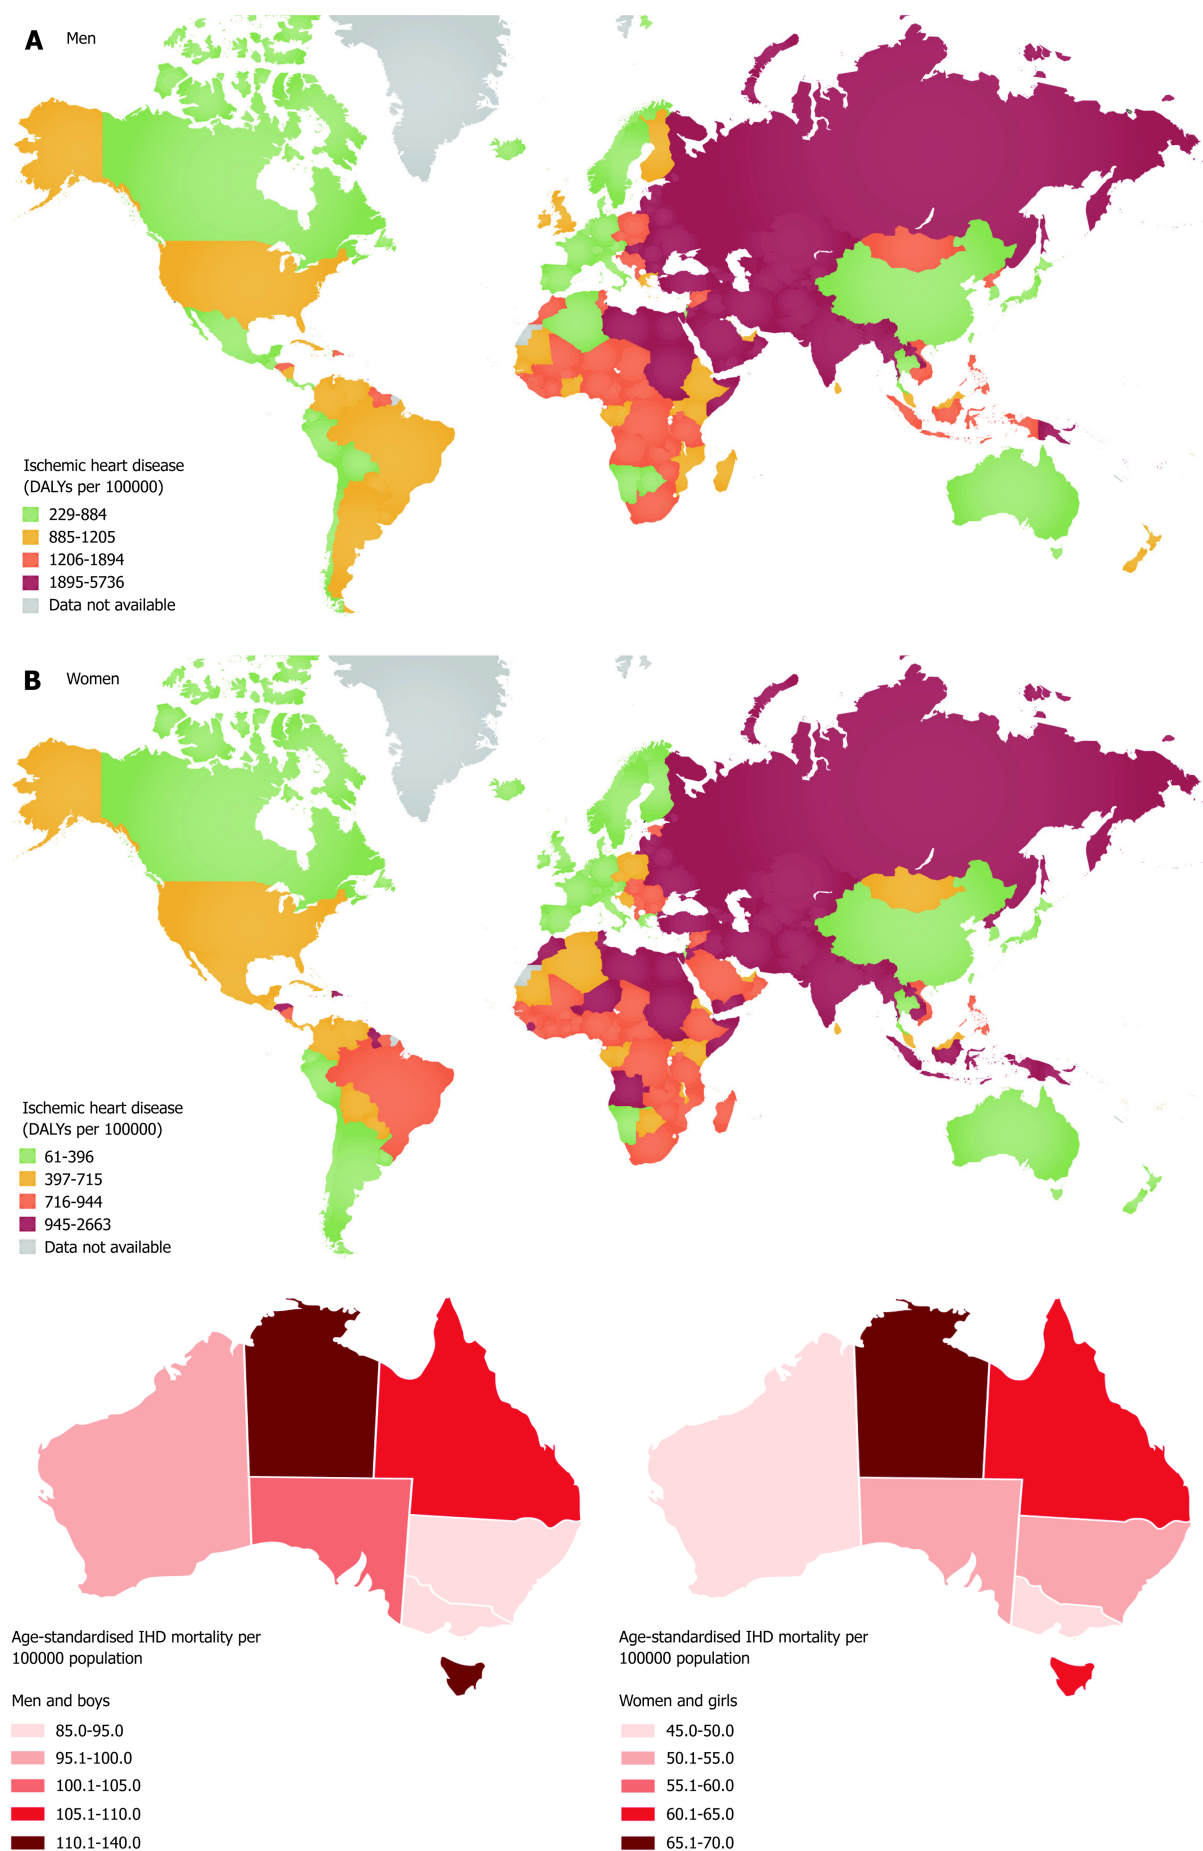 A Men
Ischemic heart disease
(DALYs per 100000)
229-884
885-1205
1206-1894
1895-5736
Data not available
B Women
Ischemic heart disease
(DALYs per 100000)
61-396
397-715
716-944
945-2663
Data not available
Age-standardised IHD mortality per
100000 population
Men and boys
85.0-95.0
95.1-100.0
100.1-105.0
105.1-110.0
110.1-140.0
Age-standardised IHD mortality per
100000 population
Women and girls
45.0-50.0
50.1-55.0
55.1-60.0
60.1-65.0
65.1-70.0